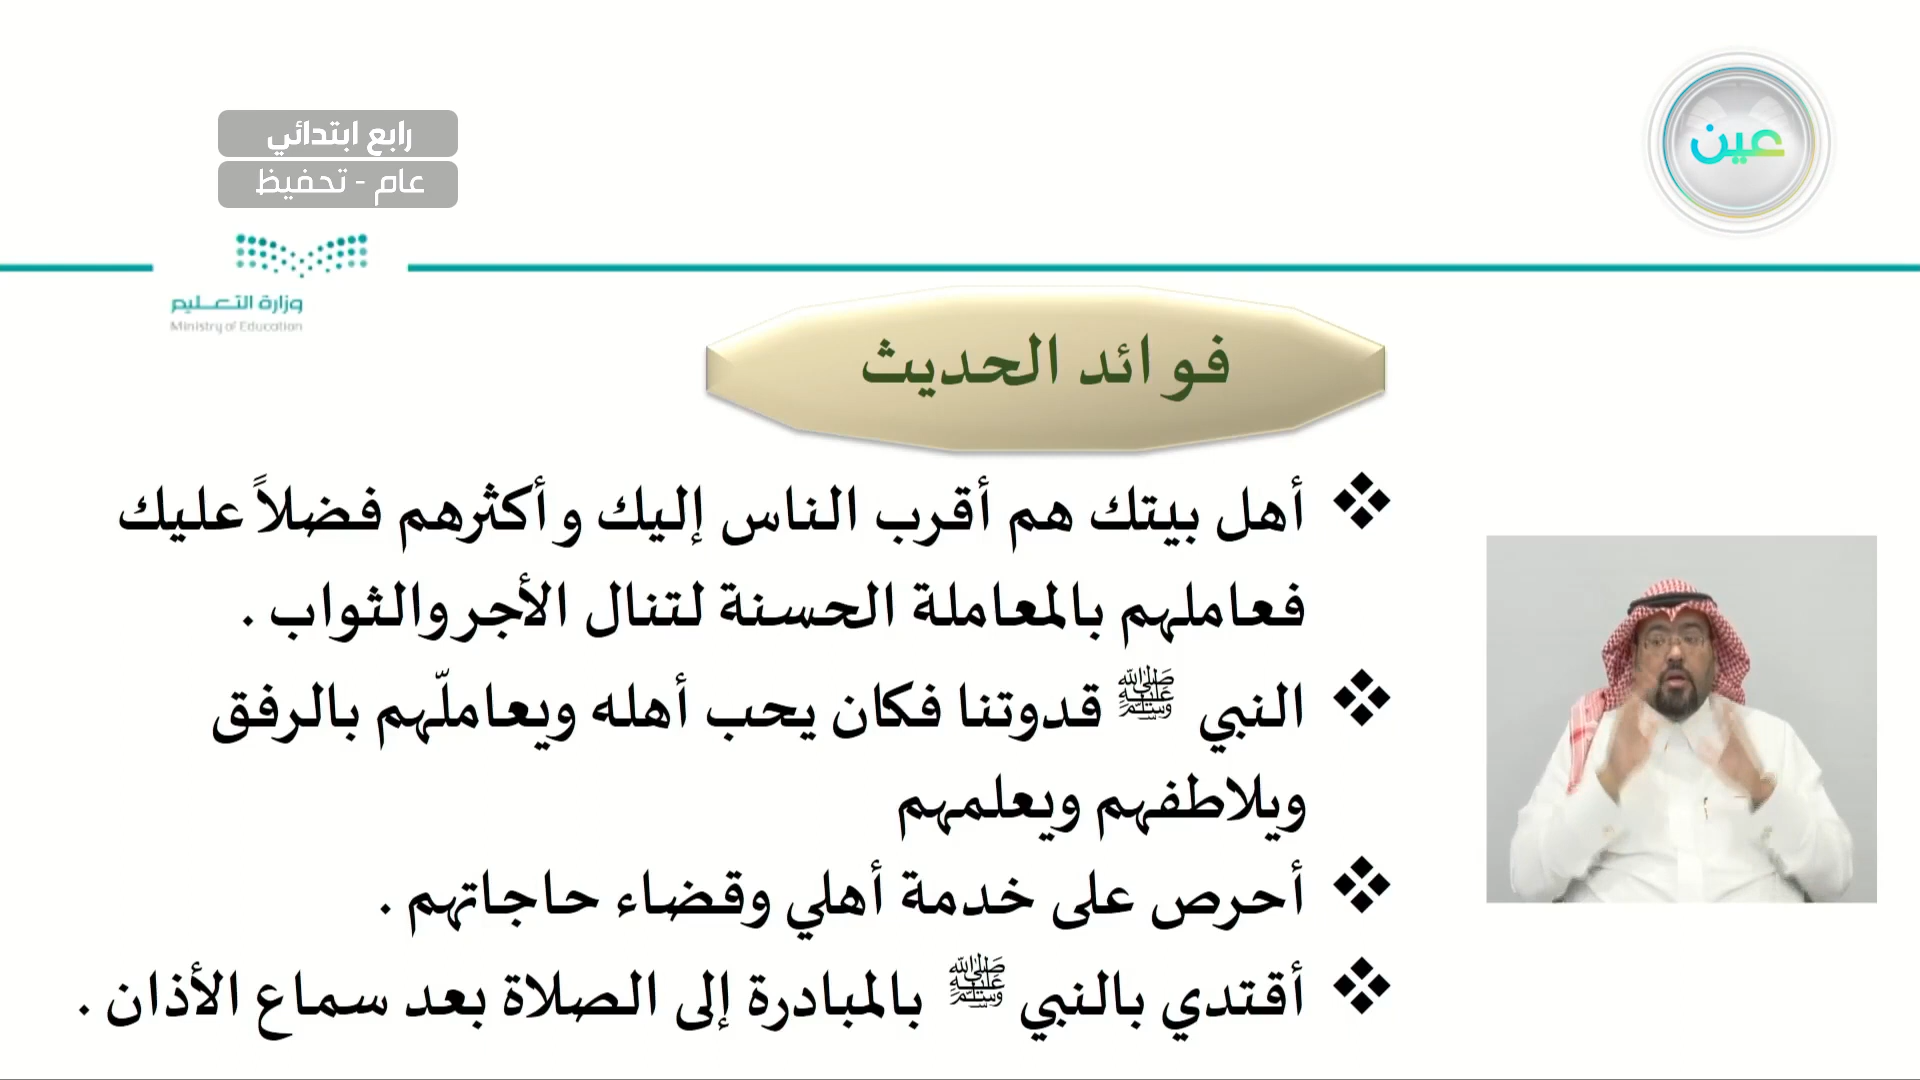 عين
رابع ابتدائي
عام - تحفيظ
وزارة التعليم
Ministry of Education
فوائد الحديث
❖ أهل بيتك هم أقرب الناس إليك وأكثرهم فضلاً عليك
فعاملهم بالمعاملة الحسنة لتنال الأجر والثواب .
❖ النبي ﷺ قدوتنا فكان يحب أهله ويعاملّهم بالرفق
ويلاطفهم ويعلمهم
❖ أحرص على خدمة أهلي وقضاء حاجاتهم .
❖ أقتدي بالنبي ﷺ بالمبادرة إلى الصلاة بعد سماع الأذان .